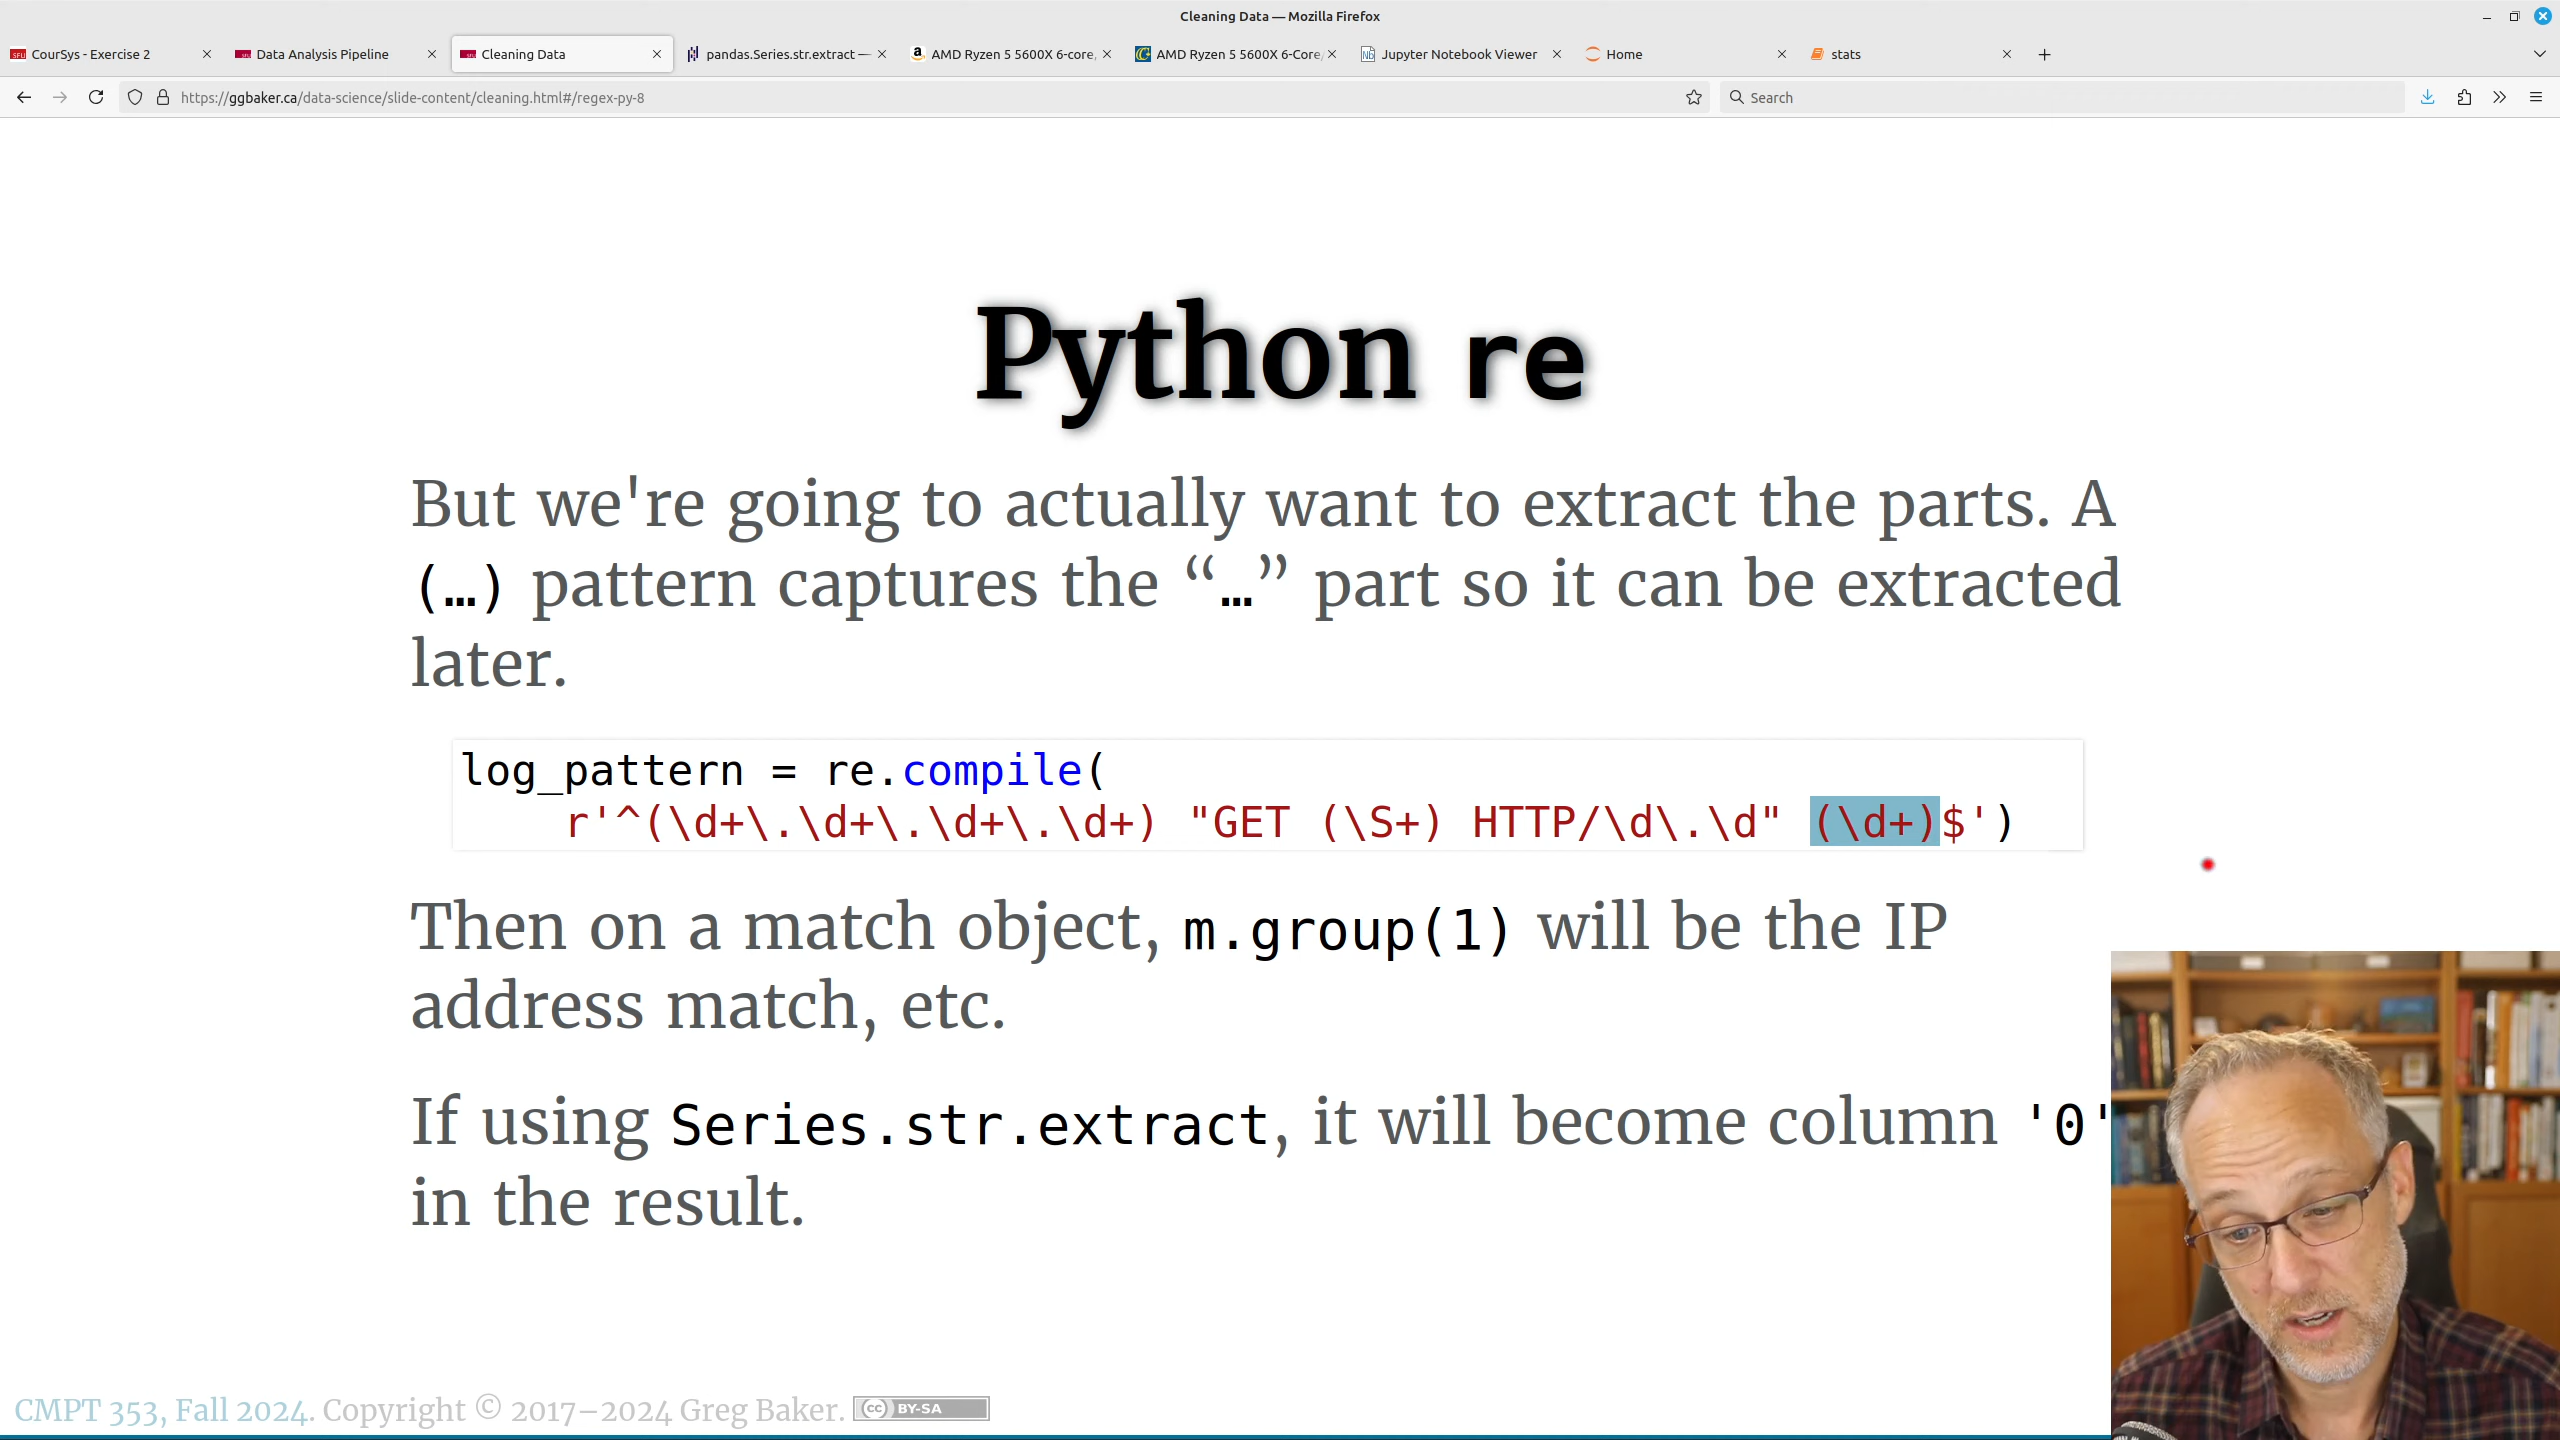 Cleaning Data — Mozilla Firefox
CourSys - Exercise 2
Data Analysis Pipeline
Cleaning Data
pandas.Series.str.extract —
AMD Ryzen 5 5600X 6-core,
AMD Ryzen 5 5600X 6-Core
Jupyter Notebook Viewer
Home
stats
https://ggbaker.ca/data-science/slide-content/cleaning.html#/regex-py-8
Search
Python re
But we're going to actually want to extract the parts. A
(…) pattern captures the “…” part so it can be extracted
later.
log_pattern = re.compile(
r'^(\d+\.\d+\.\d+\.\d+) "GET (\S+) HTTP/\d\.\d" (\d+)$')
Then on a match object, m.group(1) will be the IP
address match, etc.
If using Series.str.extract, it will become column '0'
in the result.
CMPT 353, Fall 2024. Copyright © 2017–2024 Greg Baker. cc BY-SA